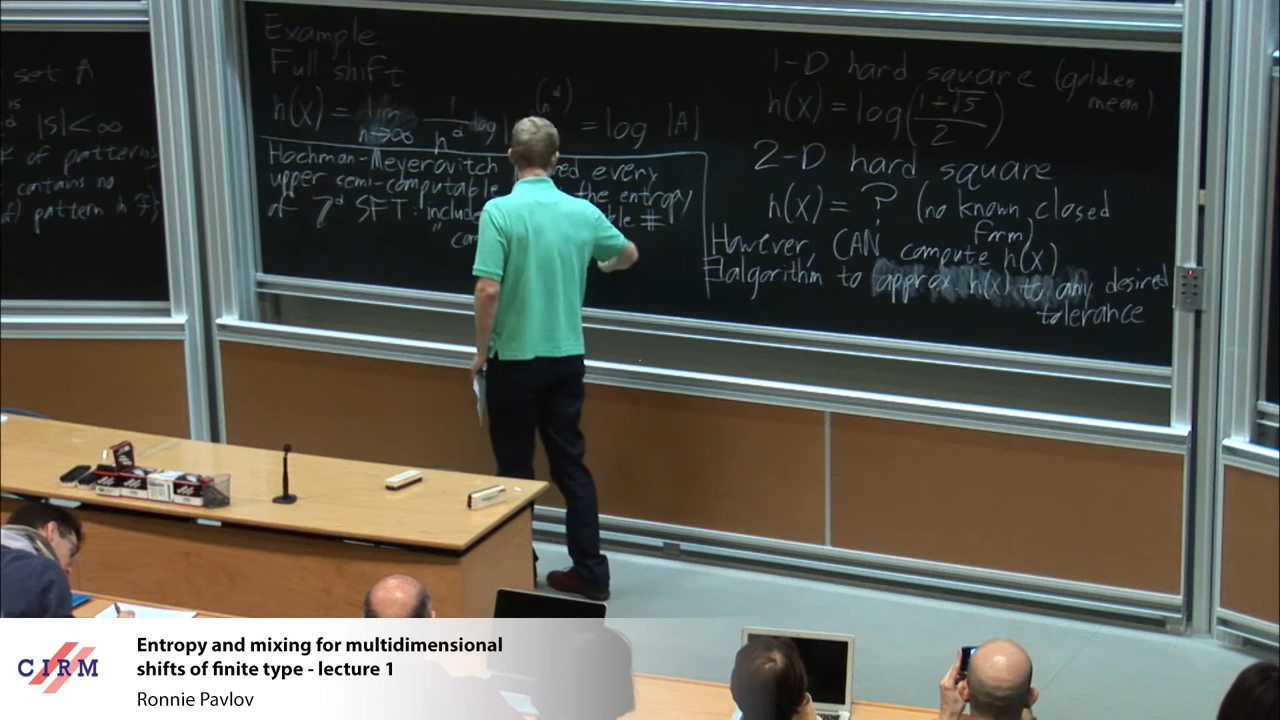 set A
is
|S|<∞
# of patterns
contains no
pattern in F)
Example.
Full shift
h(X) = lim n→∞ 1/n^d log = log |A|
Hochman-Meyerovitch every
upper semi-computable the entropy
of Z^d SFT.
1-D hard square (golden
mean)
h(X) = log((1+√5)/2)
2-D hard square
h(X) = ? (no known closed
form)
However, CAN compute h(X)
∃algorithm to approx. h(X) to any desired
tolerance
CIRM
Entropy and mixing for multidimensional
shifts of finite type - lecture 1
Ronnie Pavlov